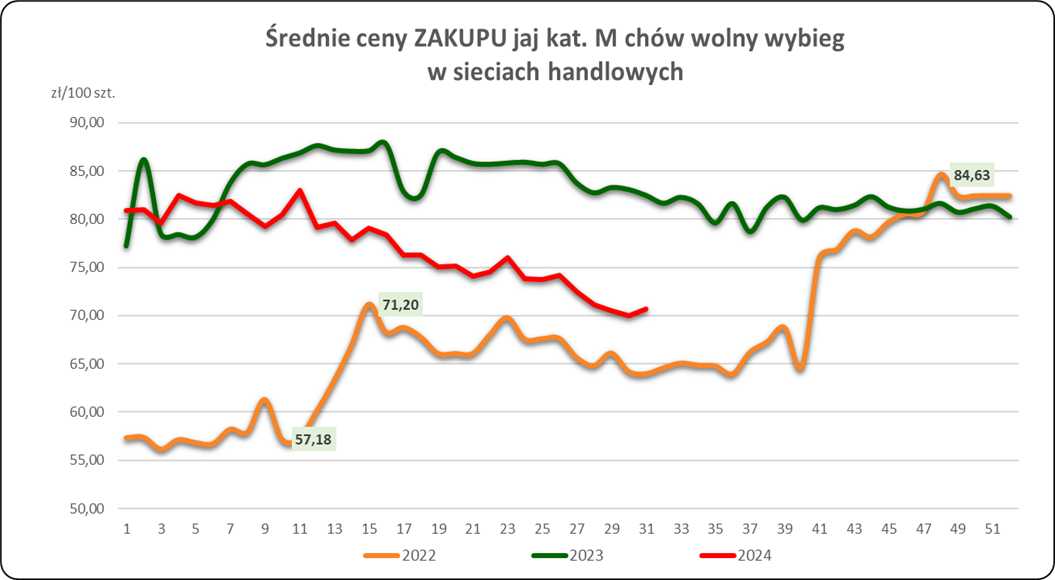 Średnie ceny ZAKUPU jaj kat. M chów wolny wybieg
w sieciach handlowych
zł/100 szt.
90,00
85,00
80,00
75,00
70,00
65,00
60,00
55,00
50,00
84,63
71,20
57,18
1 3 5 7 9 11 13 15 17 19 21 23 25 27 29 31 33 35 37 39 41 43 45 47 49 51
2022 2023 2024